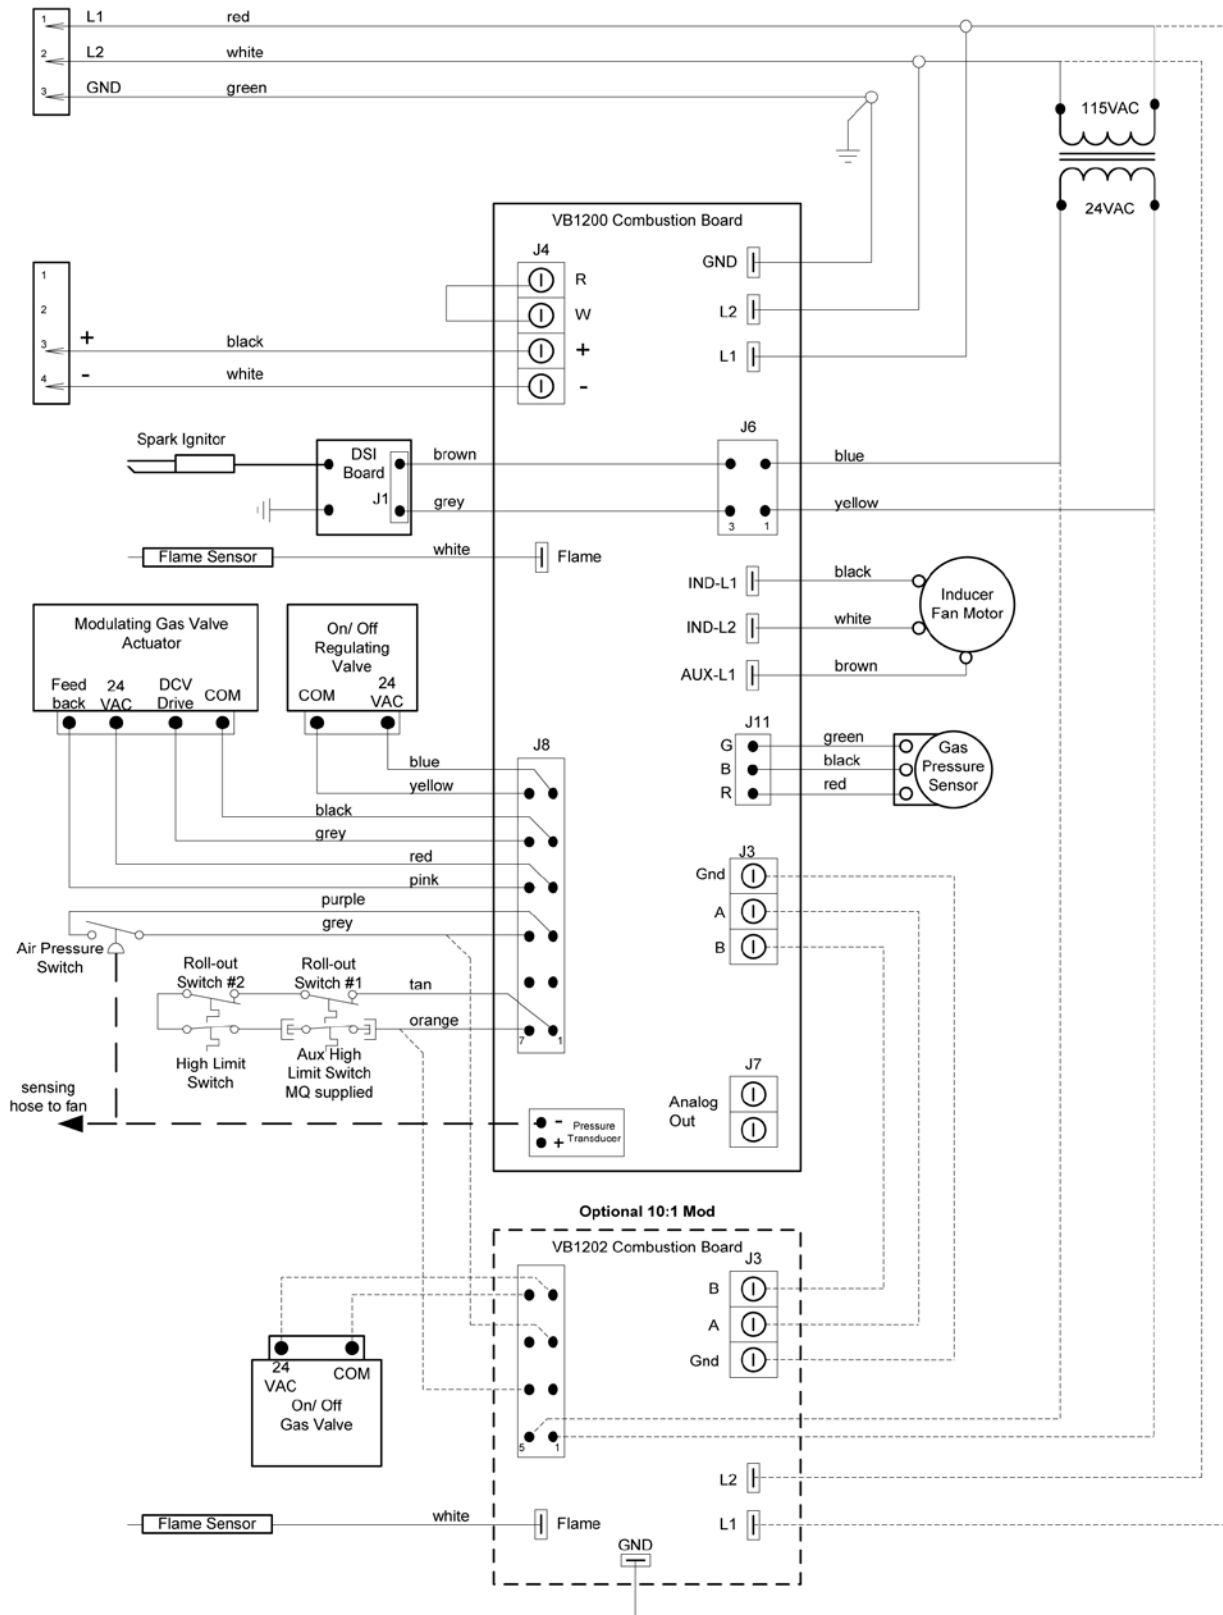 1 L1 red
2 L2 white
3 GND green
115VAC
24VAC
VB1200 Combustion Board
J4
R
W
+
-
GND
L2
L1
1
2
3 + black
4 - white
Spark Ignitor
DSI
Board
J1
brown
grey
J6
3 1
blue
yellow
Flame Sensor
white
Flame
IND-L1
IND-L2
AUX-L1
black
white
brown
Inducer
Fan Motor
Modulating Gas Valve
Actuator
Feed
back
24
VAC
DCV
Drive
COM
On/ Off
Regulating
Valve
COM
24
VAC
J8
blue
yellow
black
grey
red
pink
purple
grey
tan
orange
7 1
J11
G
B
R
green
black
red
Gas
Pressure
Sensor
J3
Gnd
A
B
Air Pressure
Switch
Roll-out
Switch #2
Roll-out
Switch #1
High Limit
Switch
Aux High
Limit Switch
MQ supplied
sensing
hose to fan
-
+
Pressure
Transducer
J7
Analog
Out
Optional 10:1 Mod
VB1202 Combustion Board
J3
B
A
Gnd
24
VAC
COM
On/ Off
Gas Valve
5 1
L2
L1
Flame Sensor
white
Flame
GND